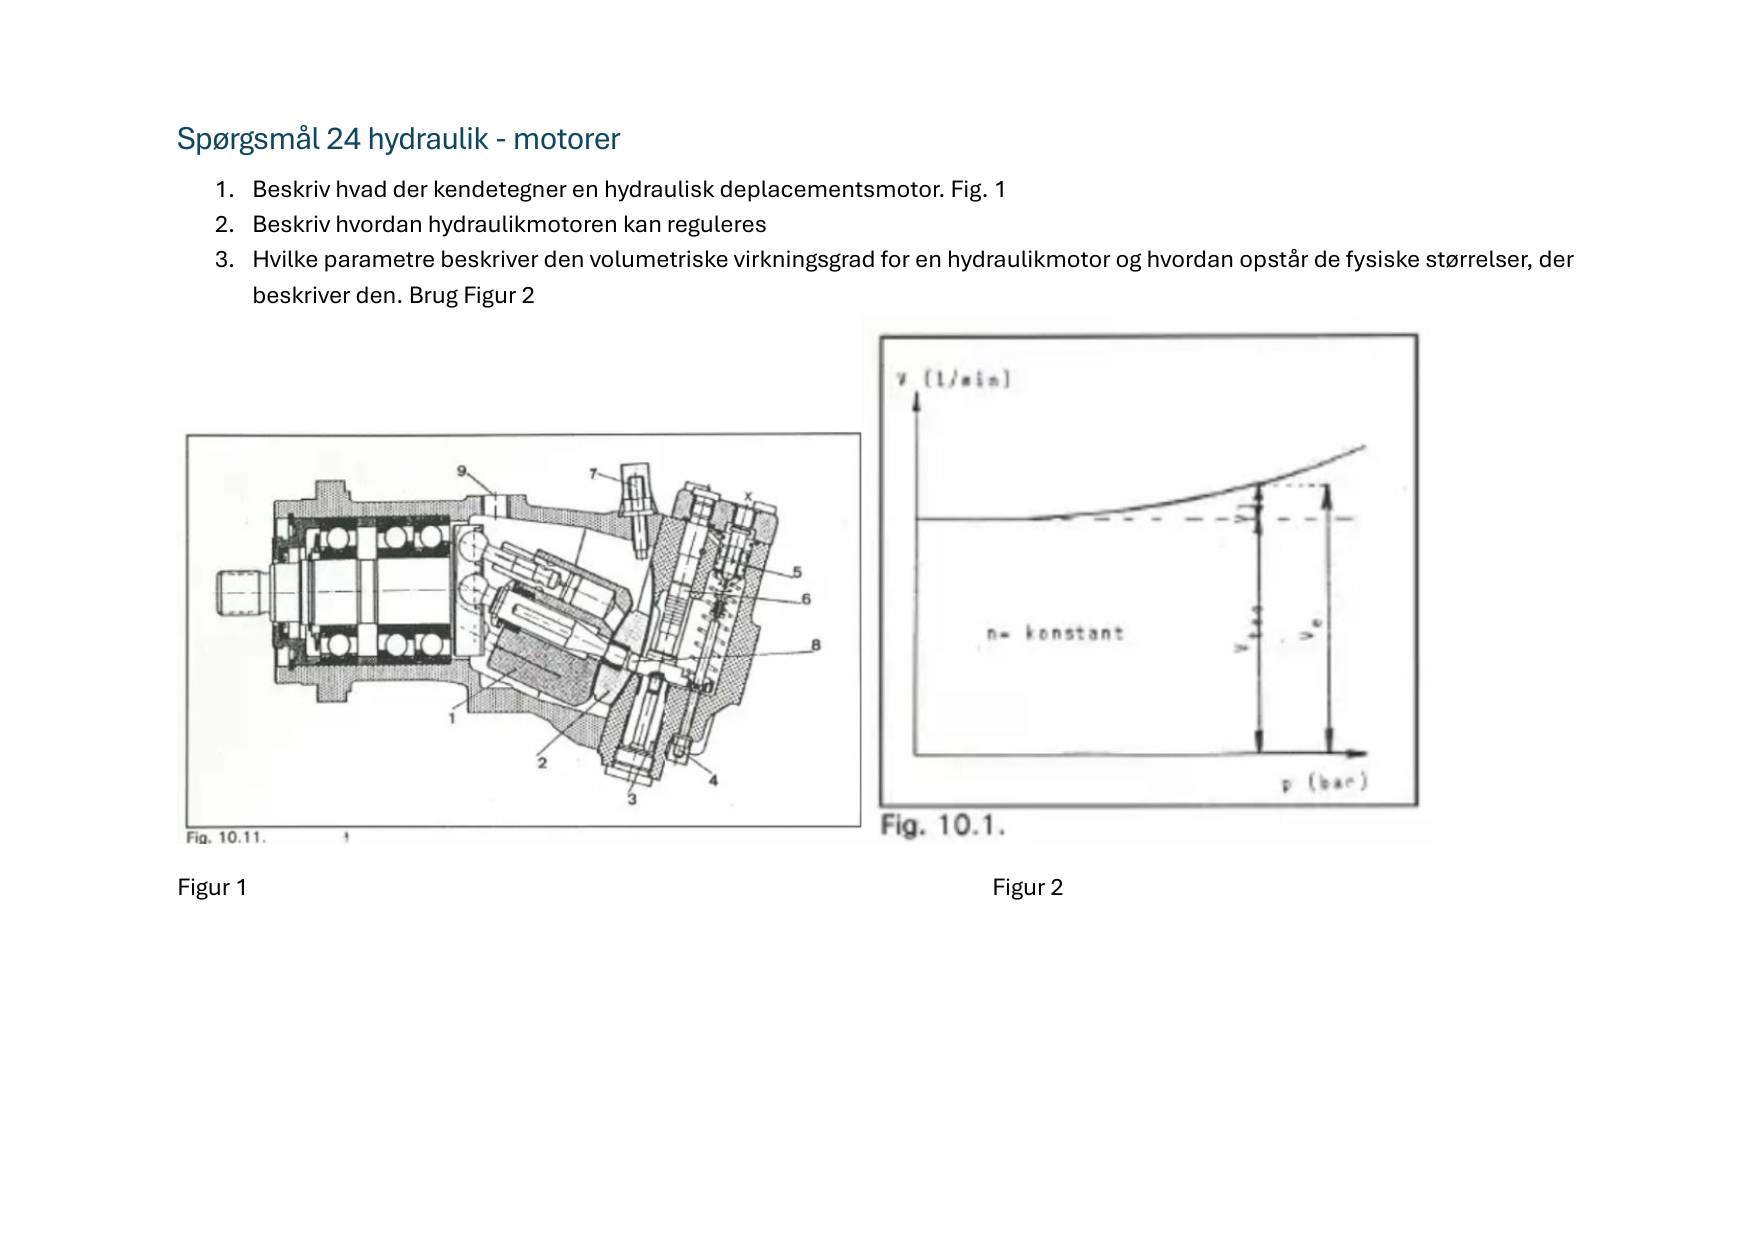 Spørgsmål 24 hydraulik - motorer
1. Beskriv hvad der kendetegner en hydraulisk deplacementsmotor. Fig. 1
2. Beskriv hvordan hydraulikmotoren kan reguleres
3. Hvilke parametre beskriver den volumetriske virkningsgrad for en hydraulikmotor og hvordan opstår de fysiske størrelser, der
beskriver den. Brug Figur 2
9
7
x
5
6
8
1
2
4
3
Fig. 10.11.
V (l/min)
n= konstant
Ve
p (bar)
Fig. 10.1.
Figur 1
Figur 2